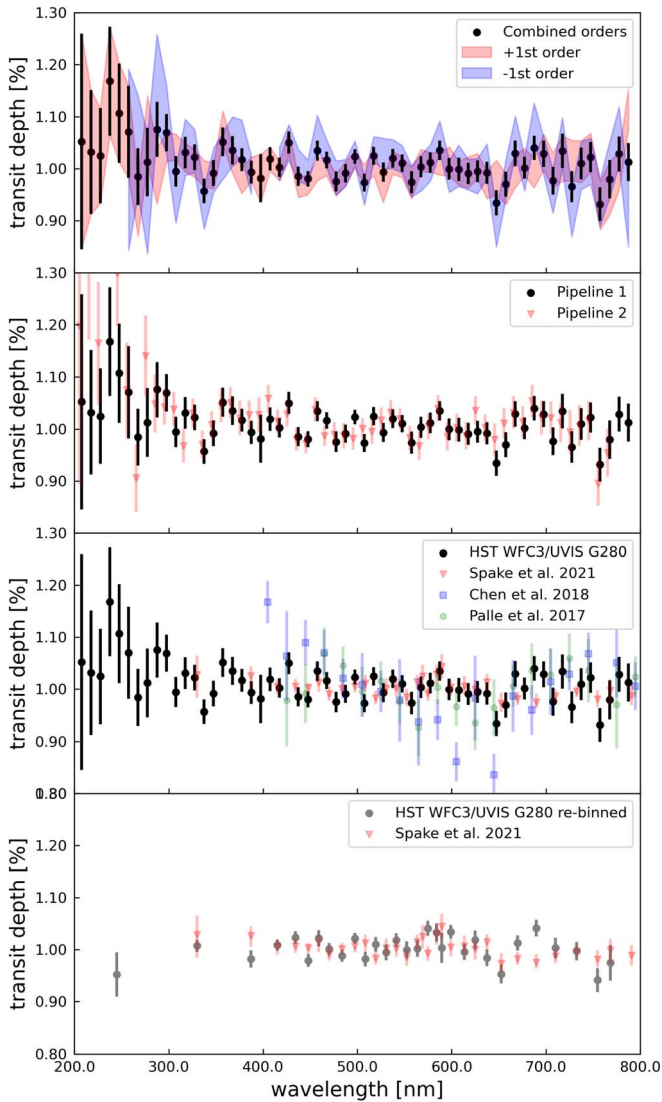 1.30
Combined orders
+1st order
-1st order
1.20
1.10
1.00
0.90
transit depth [%]
1.30
Pipeline 1
Pipeline 2
1.20
1.10
1.00
0.90
transit depth [%]
1.30
HST WFC3/UVIS G280
Spake et al. 2021
Chen et al. 2018
Palle et al. 2017
1.20
1.10
1.00
0.90
transit depth [%]
HST WFC3/UVIS G280 re-binned
Spake et al. 2021
1.20
1.10
1.00
0.90
0.80
transit depth [%]
200.0 300.0 400.0 500.0 600.0 700.0 800.0
wavelength [nm]